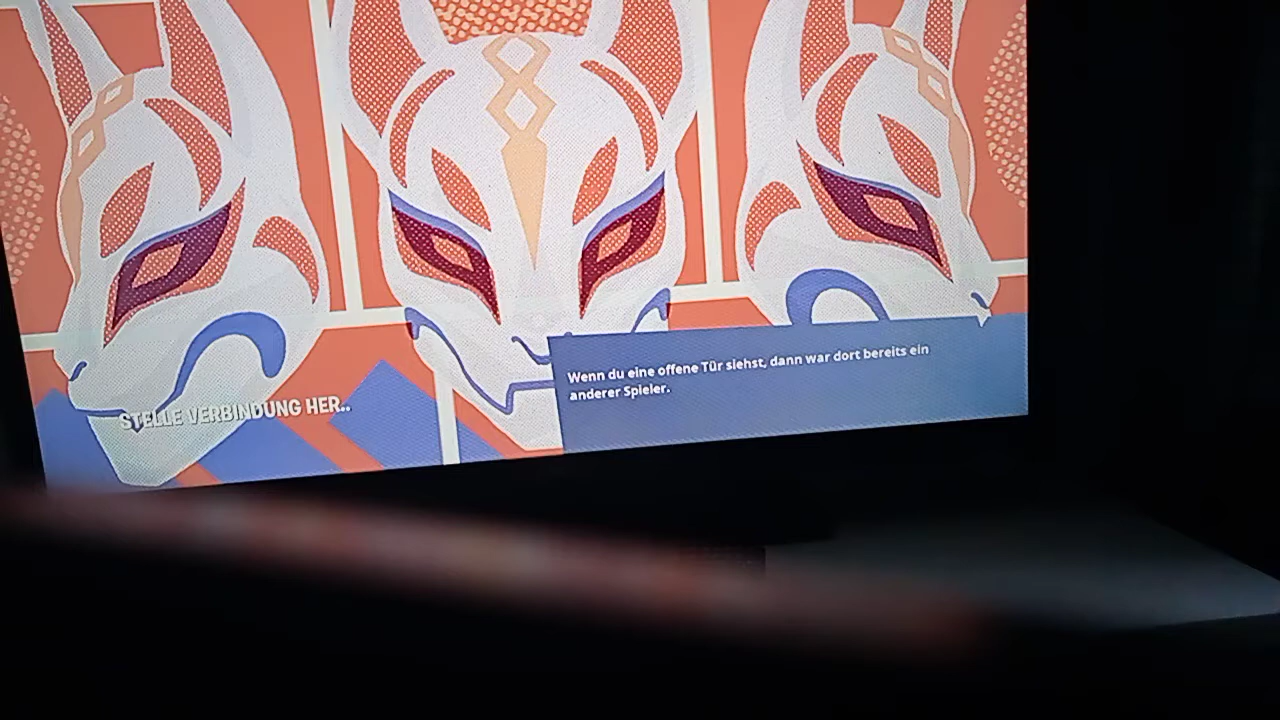 STELLE VERBINDUNG HER..
Wenn du eine offene Tür siehst, dann war dort bereits ein
anderer Spieler.